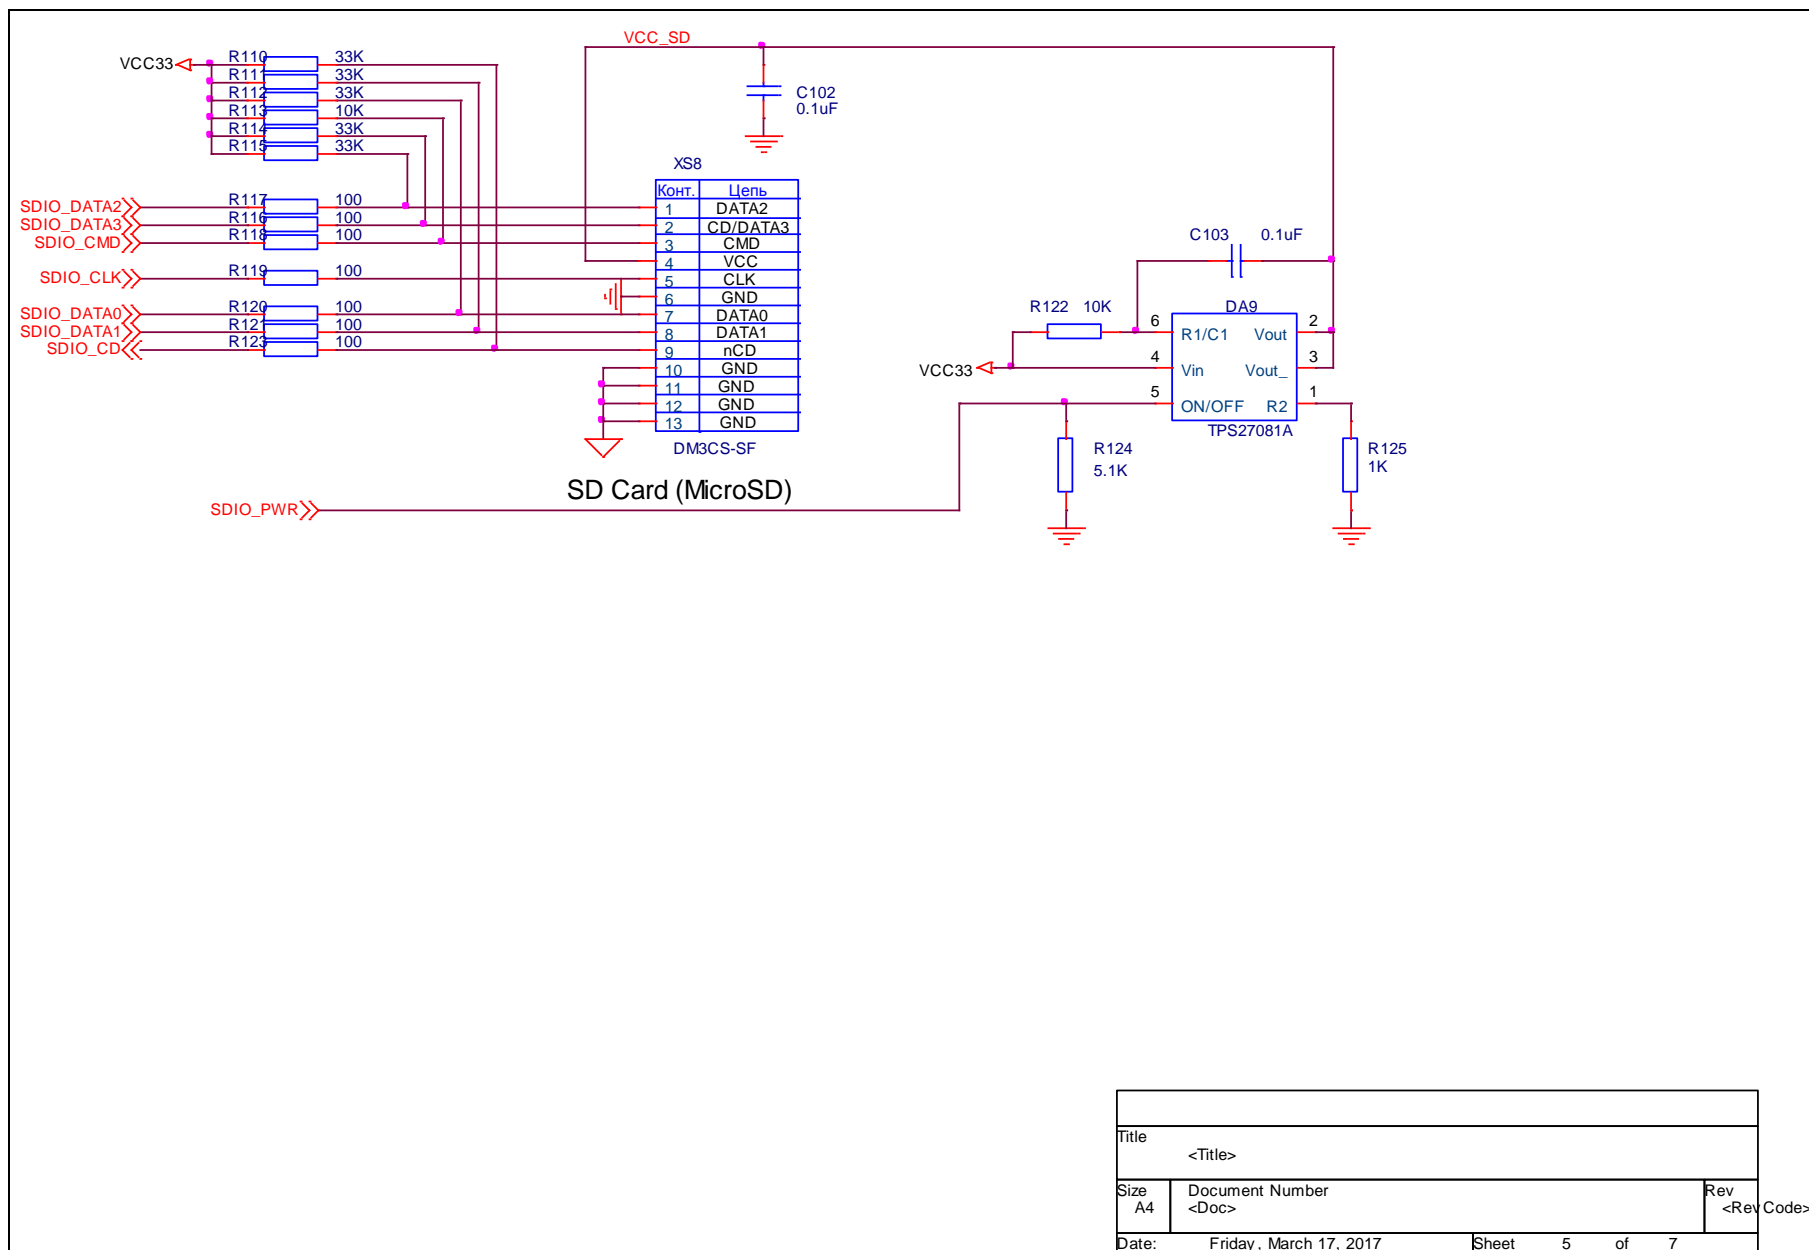 VCC_SD
VCC33
R110 33K
R111 33K
R112 33K
R113 10K
R114 33K
R115 33K
C102
0.1uF
XS8
Конт. Цепь
1 DATA2
2 CD/DATA3
3 CMD
4 VCC
5 CLK
6 GND
7 DATA0
8 DATA1
9 nCD
10 GND
11 GND
12 GND
13 GND
DM3CS-SF
SD Card (MicroSD)
SDIO_DATA2 R117 100
SDIO_DATA3 R116 100
SDIO_CMD R118 100
SDIO_CLK R119 100
SDIO_DATA0 R120 100
SDIO_DATA1 R121 100
SDIO_CD R123 100
SDIO_PWR
C103 0.1uF
R122 10K
DA9
6 R1/C1 Vout 2
4 Vin Vout_ 3
5 ON/OFF R2 1
TPS27081A
VCC33
R124
5.1K
R125
1K
Title
<Title>
Size
A4
Document Number
<Doc>
Rev
<RevCode>
Date: Friday, March 17, 2017
Sheet 5 of 7